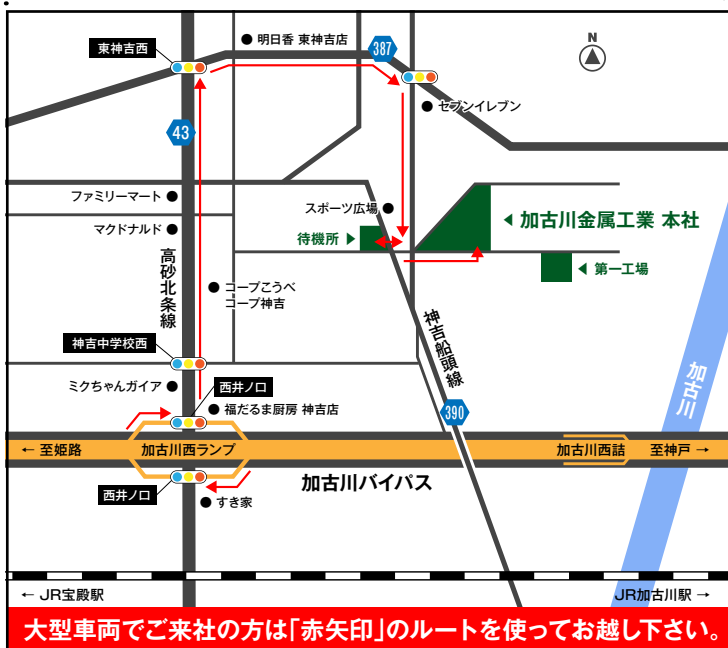 東神吉西
明日香 東神吉店
387
N
セブンイレブン
43
ファミリーマート
マクドナルド
スポーツ広場
待機所
加古川金属工業 本社
第一工場
高砂北条線
コープこうべ
コープ神吉
神吉中学校西
神吉船頭線
加古川
ミクちゃんガイア
西井ノ口
福だるま厨房 神吉店
390
← 至姫路
加古川西ランプ
加古川西詰
至神戸 →
西井ノ口
すき家
加古川バイパス
← JR宝殿駅
JR加古川駅 →
大型車両でご来社の方は「赤矢印」のルートを使ってお越し下さい。